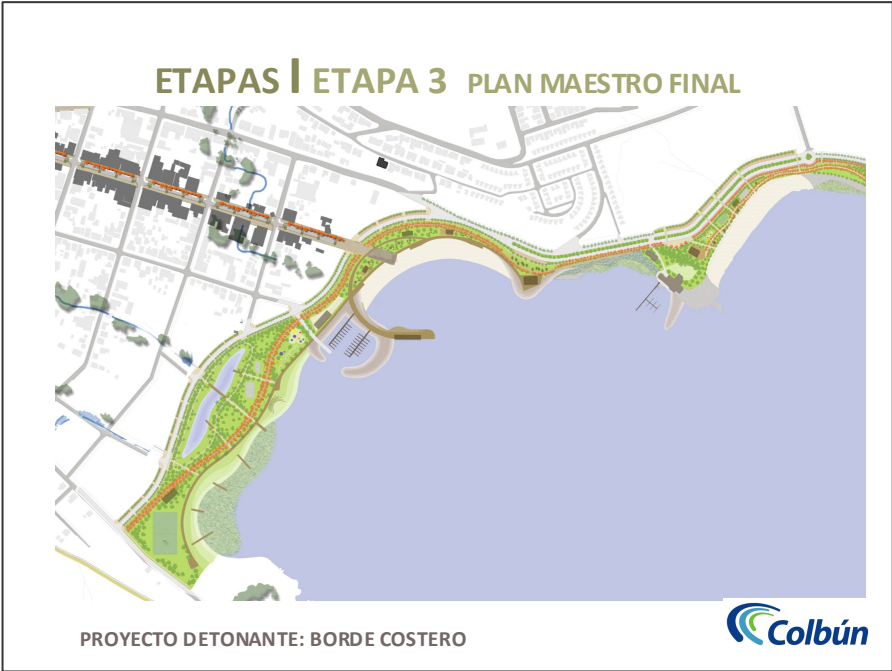 ETAPAS | ETAPA 3 PLAN MAESTRO FINAL
PROYECTO DETONANTE: BORDE COSTERO
Colbún